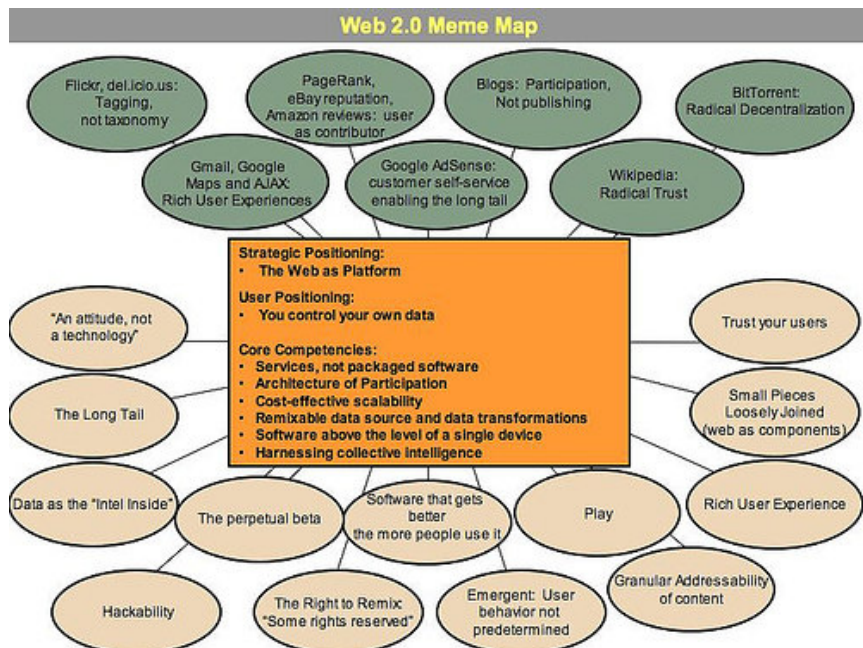 Web 2.0 Meme Map
Flickr, del.icio.us:
Tagging,
not taxonomy
PageRank,
eBay reputation,
Amazon reviews: user
as contributor
Blogs: Participation,
Not publishing
BitTorrent:
Radical Decentralization
Gmail, Google
Maps and AJAX:
Rich User Experiences
Google AdSense:
customer self-service
enabling the long tail
Wikipedia:
Radical Trust
Strategic Positioning:
• The Web as Platform
User Positioning:
• You control your own data
Core Competencies:
• Services, not packaged software
• Architecture of Participation
• Cost-effective scalability
• Remixable data source and data transformations
• Software above the level of a single device
• Harnessing collective intelligence
“An attitude, not
a technology”
Trust your users
The Long Tail
Small Pieces
Loosely Joined
(web as components)
Data as the “Intel Inside”
The perpetual beta
Software that gets
better
the more people use it
Play
Rich User Experience
Hackability
The Right to Remix:
“Some rights reserved”
Emergent: User
behavior not
predetermined
Granular Addressability
of content